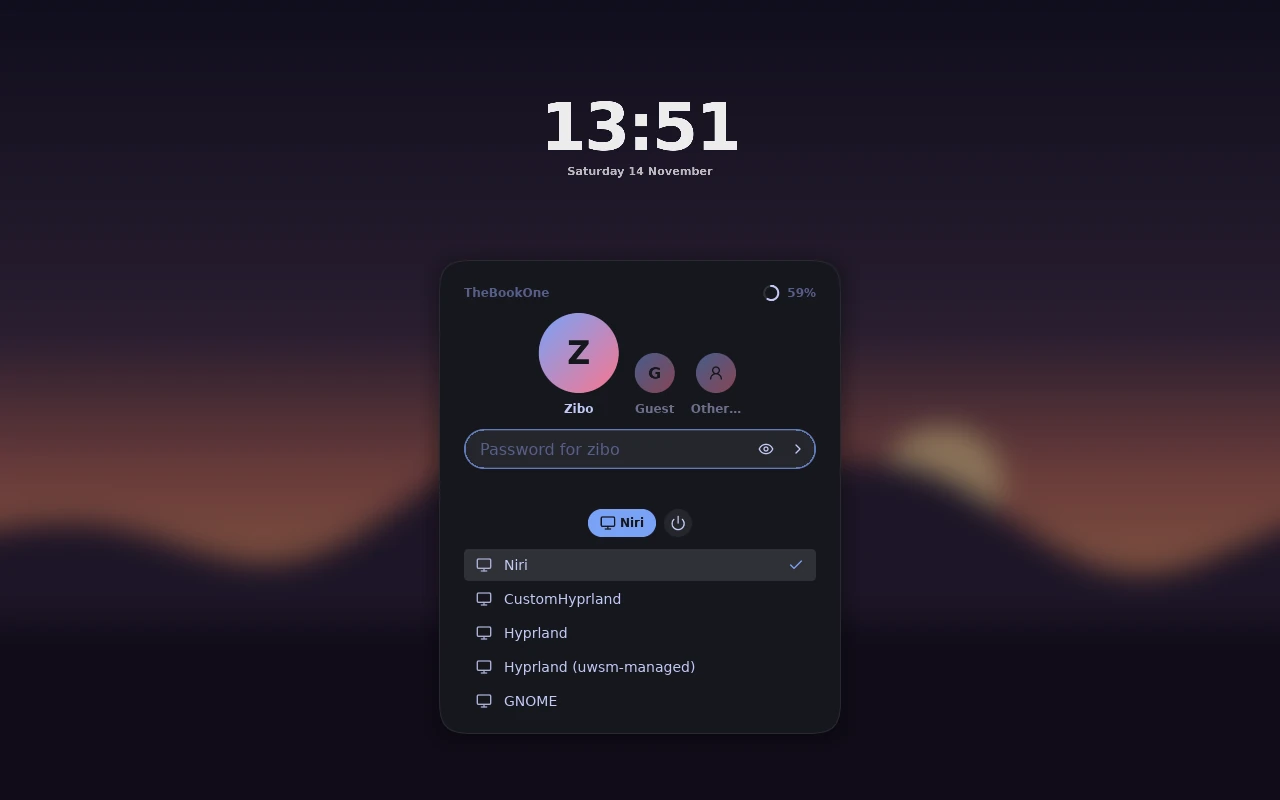 13:51
Saturday 14 November
TheBookOne 59%
Z G
Zibo Guest Other...
Password for zibo
Niri
Niri
CustomHyprland
Hyprland
Hyprland (uwsm-managed)
GNOME